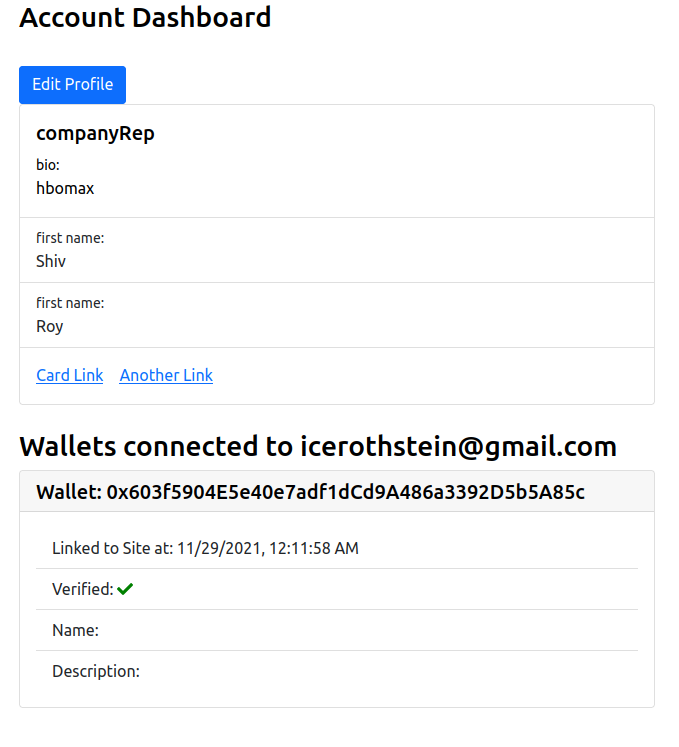 Account Dashboard
Edit Profile
companyRep
bio:
hbomax
first name:
Shiv
first name:
Roy
Card Link Another Link
Wallets connected to icerothstein@gmail.com
Wallet: 0x603f5904E5e40e7adf1dCd9A486a3392D5b5A85c
Linked to Site at: 11/29/2021, 12:11:58 AM
Verified:
Name:
Description: